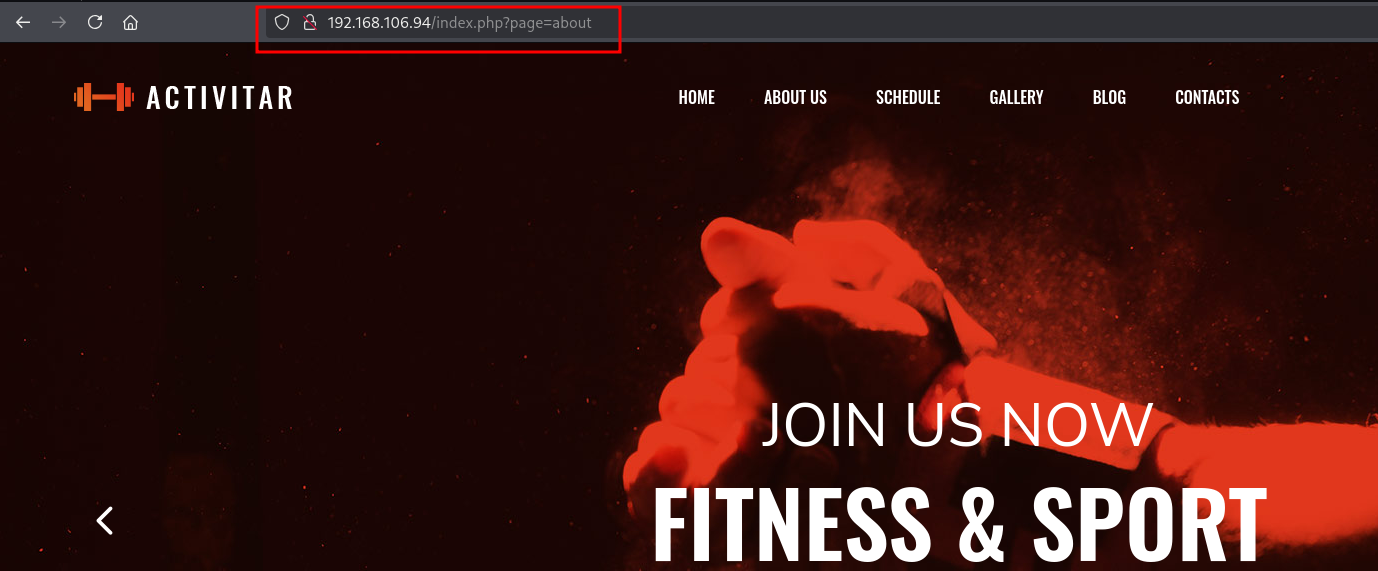 192.168.106.94/index.php?page=about
ACTIVITAR
HOME ABOUT US SCHEDULE GALLERY BLOG CONTACTS
JOIN US NOW
FITNESS & SPORT